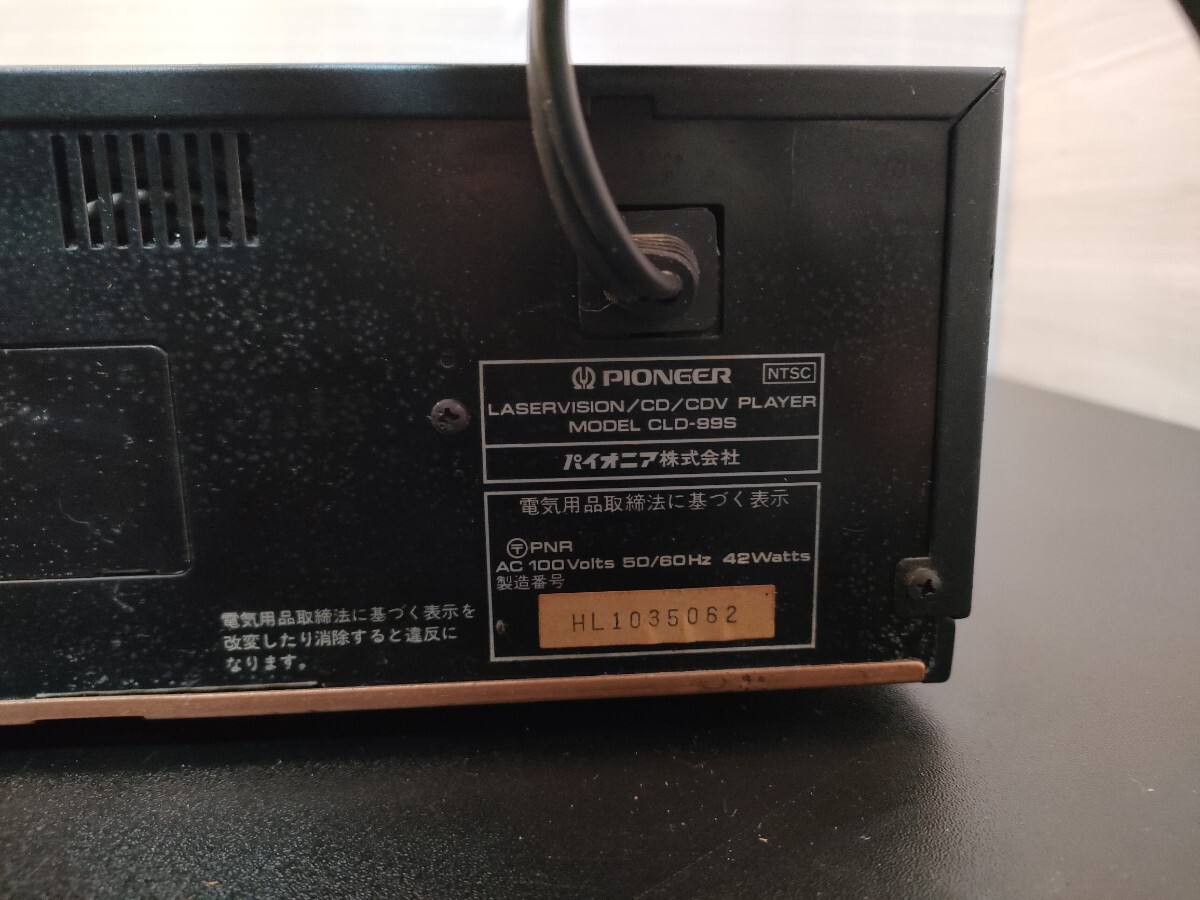 PIONEER NTSC
LASERVISION/CD/CDV PLAYER
MODEL CLD-99S
パイオニア株式会社
電気用品取締法に基づく表示
〒PNR
AC 100Volts 50/60Hz 42Watts
製造番号
HL1035062
電気用品取締法に基づく表示を
改変したり消除すると違反に
なります。